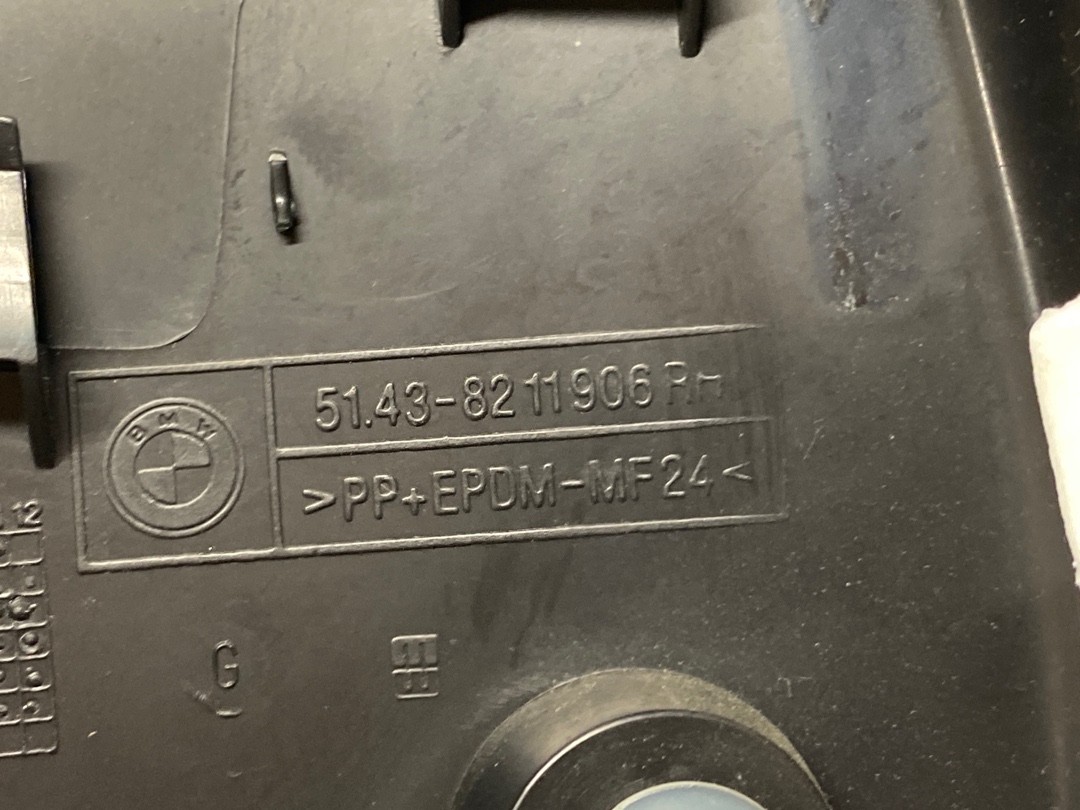 51.43-8211906 RH
BMW
>PP+EPDM-MF24<
12
G